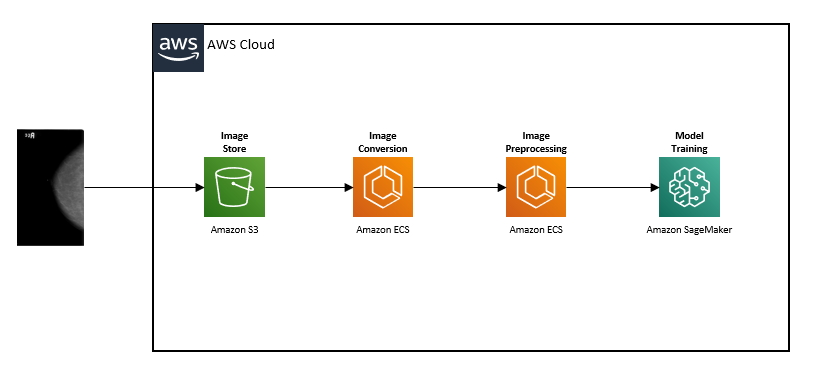 aws
AWS Cloud
Image
Store
Image
Conversion
Image
Preprocessing
Model
Training
Amazon S3
Amazon ECS
Amazon ECS
Amazon SageMaker